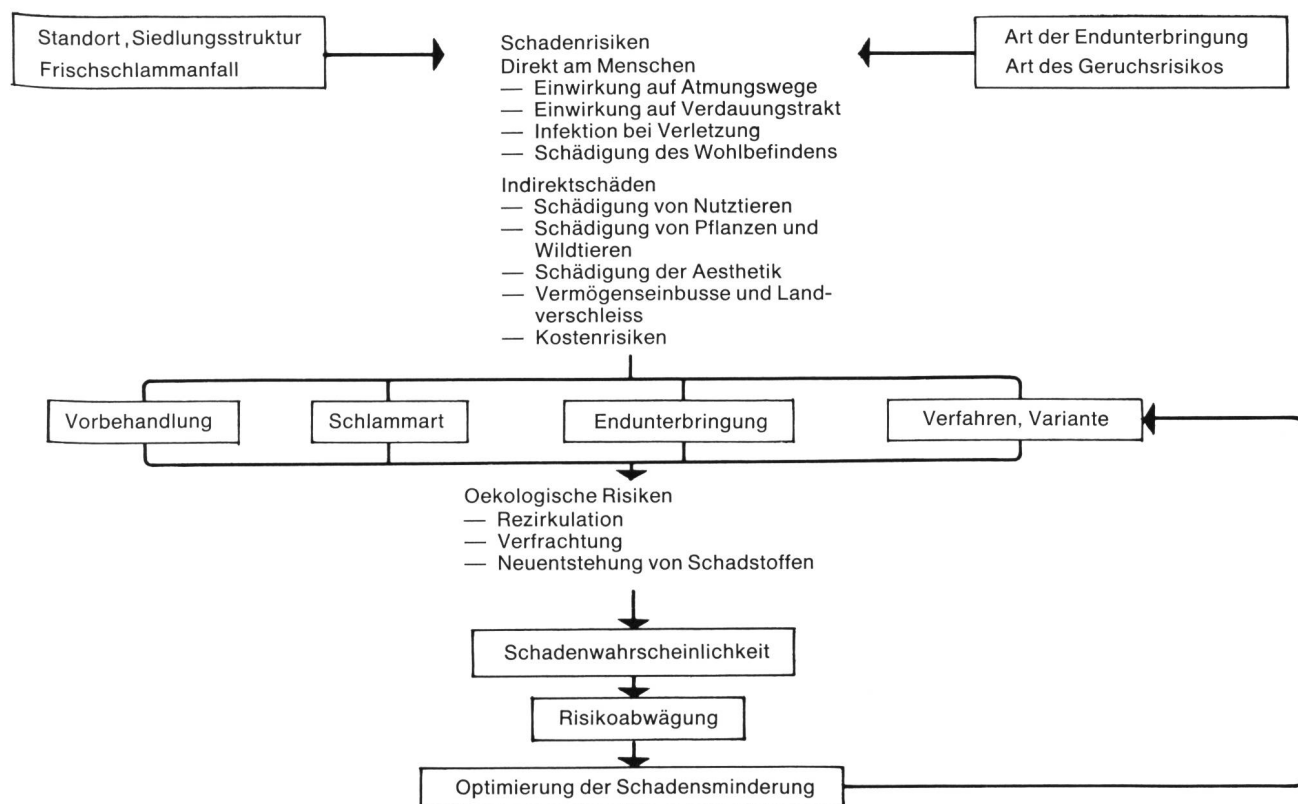 Standort, Siedlungsstruktur
Frischschlammanfall
Schadenrisiken
Direkt am Menschen
— Einwirkung auf Atmungswege
— Einwirkung auf Verdauungstrakt
— Infektion bei Verletzung
— Schädigung des Wohlbefindens
Indirektschäden
— Schädigung von Nutztieren
— Schädigung von Pflanzen und
Wildtieren
— Schädigung der Aesthetik
— Vermögenseinbusse und Land-
verschleiss
— Kostenrisiken
Art der Endunterbringung
Art des Geruchsrisikos
Vorbehandlung
Schlammart
Endunterbringung
Verfahren, Variante
Oekologische Risiken
— Rezirkulation
— Verfrachtung
— Neuentstehung von Schadstoffen
Schadenwahrscheinlichkeit
Risikoabwägung
Optimierung der Schadensminderung